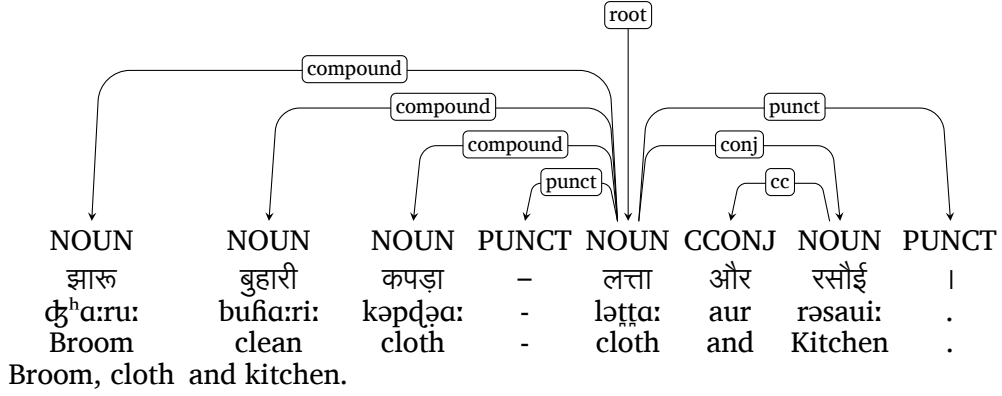 root
compound
compound punct
compound conj
punct cc
NOUN NOUN NOUN PUNCT NOUN CCONJ NOUN PUNCT
झारू बुहारी कपड़ा – लत्ता और रसौई ।
ʤʰɑːruː buɦɑːriː kəpɖ̣ɑː - lət̪t̪ɑː aur rəsauiː .
Broom clean cloth - cloth and Kitchen .
Broom, cloth and kitchen.